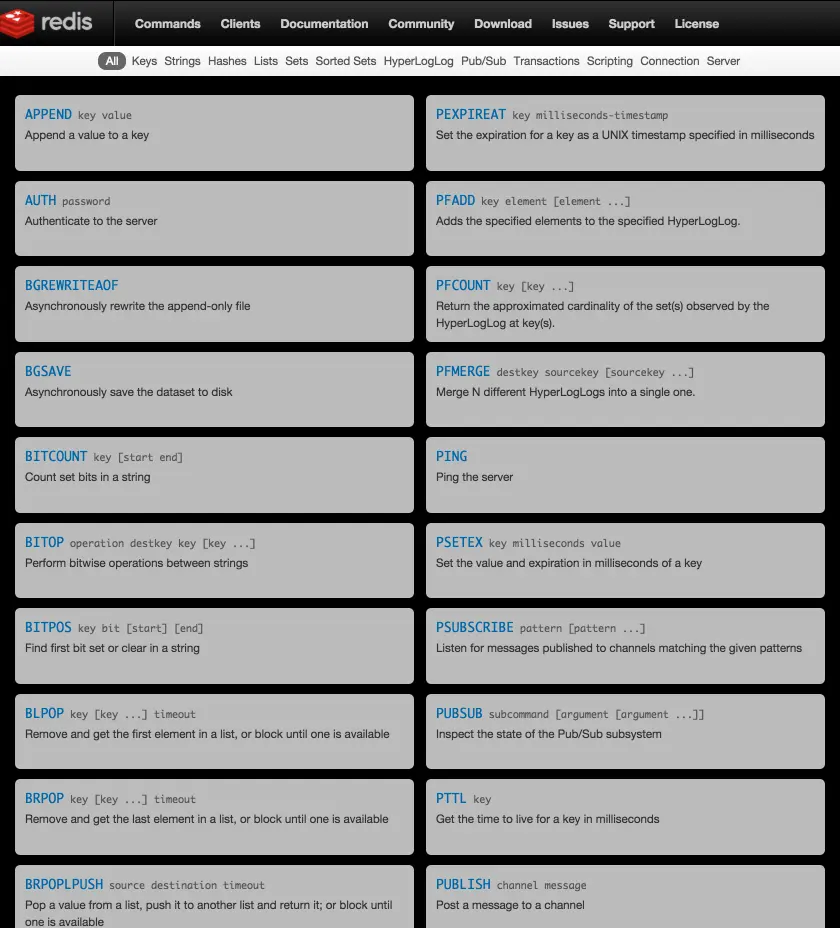 redis
Commands Clients Documentation Community Download Issues Support License
All Keys Strings Hashes Lists Sets Sorted Sets HyperLogLog Pub/Sub Transactions Scripting Connection Server
APPEND key value
Append a value to a key
AUTH password
Authenticate to the server
BGREWRITEAOF
Asynchronously rewrite the append-only file
BGSAVE
Asynchronously save the dataset to disk
BITCOUNT key [start end]
Count set bits in a string
BITOP operation destkey key [key ...]
Perform bitwise operations between strings
BITPOS key bit [start] [end]
Find first bit set or clear in a string
BLPOP key [key ...] timeout
Remove and get the first element in a list, or block until one is available
BRPOP key [key ...] timeout
Remove and get the last element in a list, or block until one is available
BRPOPLPUSH source destination timeout
Pop a value from a list, push it to another list and return it; or block until
one is available
PEXPIREAT key milliseconds-timestamp
Set the expiration for a key as a UNIX timestamp specified in milliseconds
PFADD key element [element ...]
Adds the specified elements to the specified HyperLogLog.
PFCOUNT key [key ...]
Return the approximated cardinality of the set(s) observed by the
HyperLogLog at key(s).
PFMERGE destkey sourcekey [sourcekey ...]
Merge N different HyperLogLogs into a single one.
PING
Ping the server
PSETEX key milliseconds value
Set the value and expiration in milliseconds of a key
PSUBSCRIBE pattern [pattern ...]
Listen for messages published to channels matching the given patterns
PUBSUB subcommand [argument [argument ...]]
Inspect the state of the Pub/Sub subsystem
PTTL key
Get the time to live for a key in milliseconds
PUBLISH channel message
Post a message to a channel